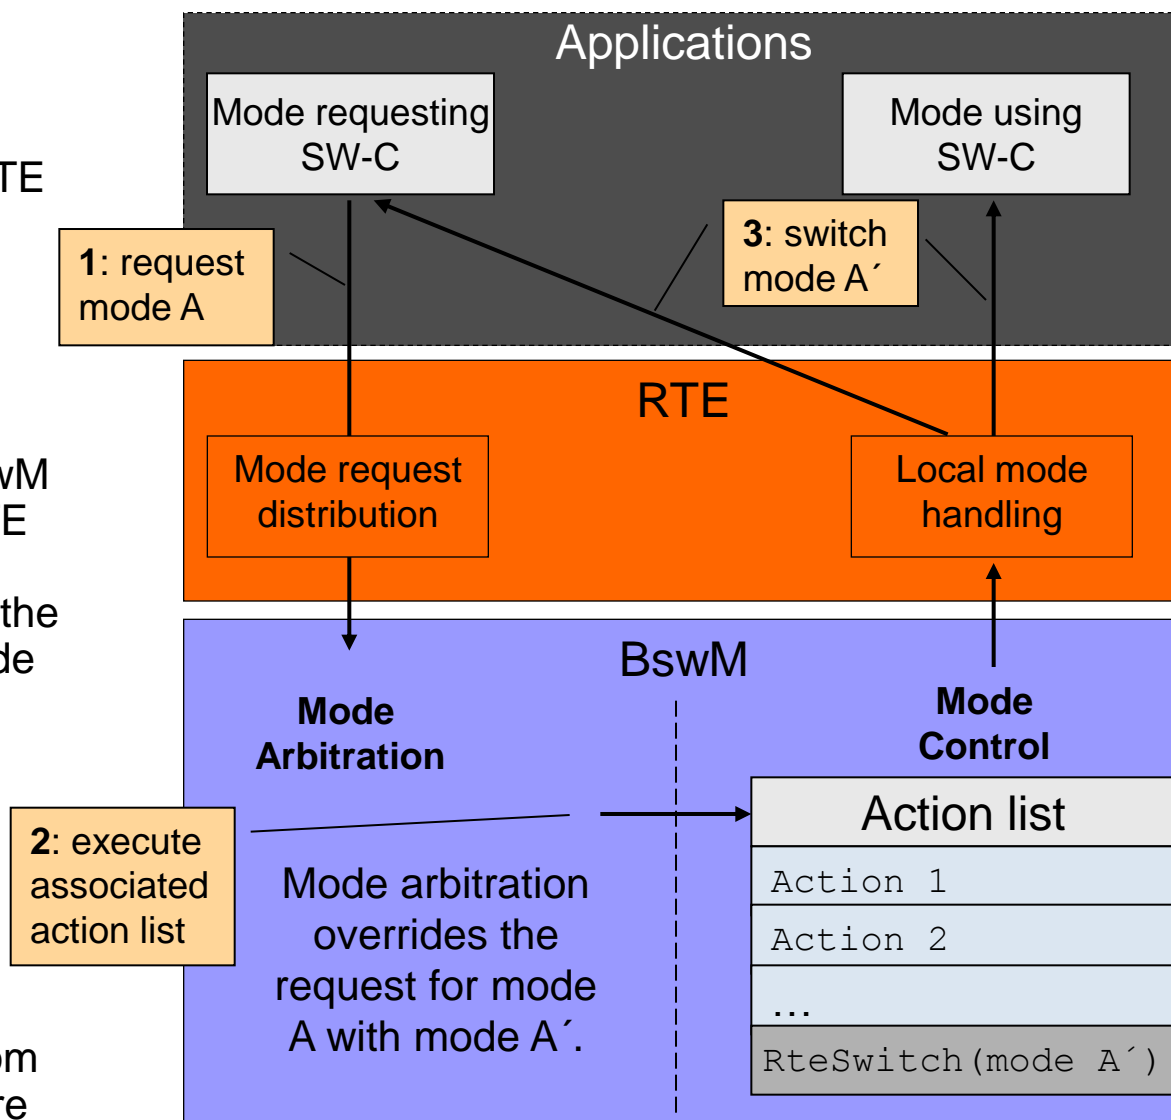 Applications
Mode requesting
SW-C
Mode using
SW-C
TE
1: request
mode A
3: switch
mode A´
RTE
Mode request
distribution
Local mode
handling
wM
E
the
de
BswM
Mode
Arbitration
Mode
Control
2: execute
associated
action list
Mode arbitration
overrides the
request for mode
A with mode A´.
Action list
Action 1
Action 2
...
RteSwitch(mode A´)
om
re